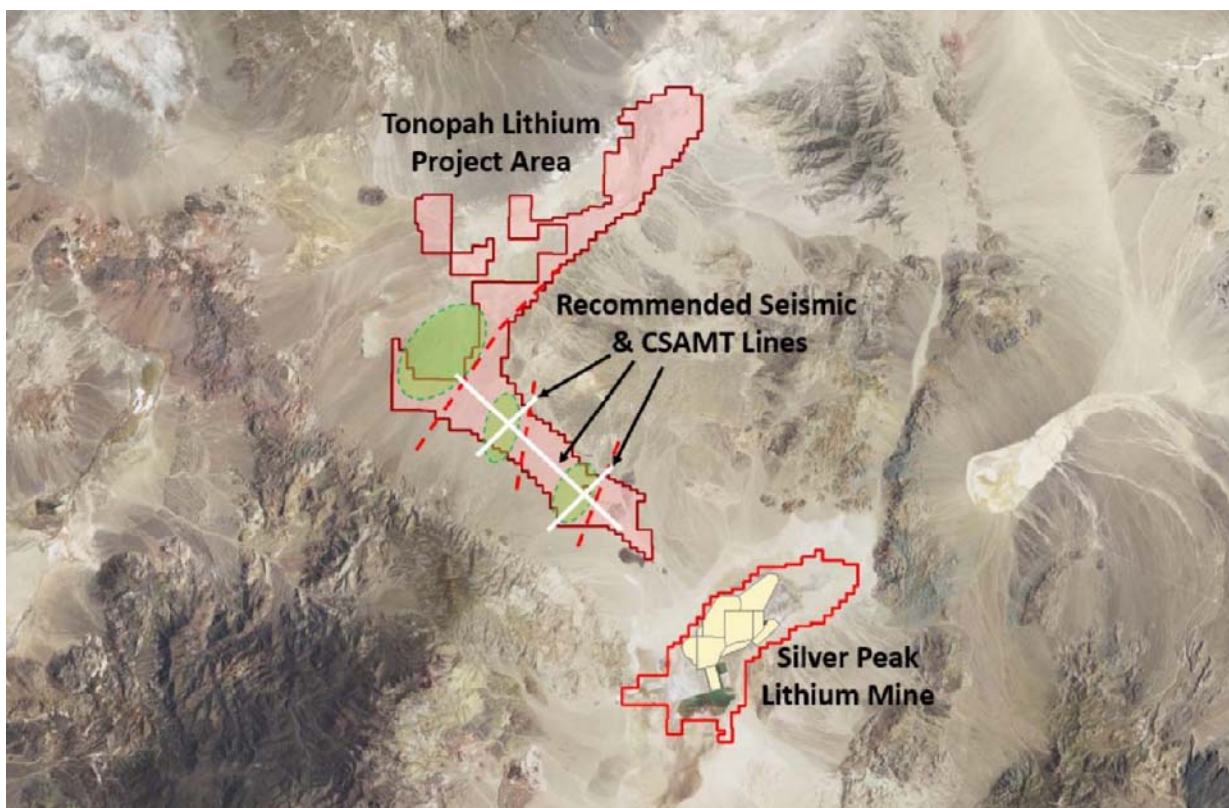 Tonopah Lithium
Project Area
Recommended Seismic
& CSAMT Lines
Silver Peak
Lithium Mine